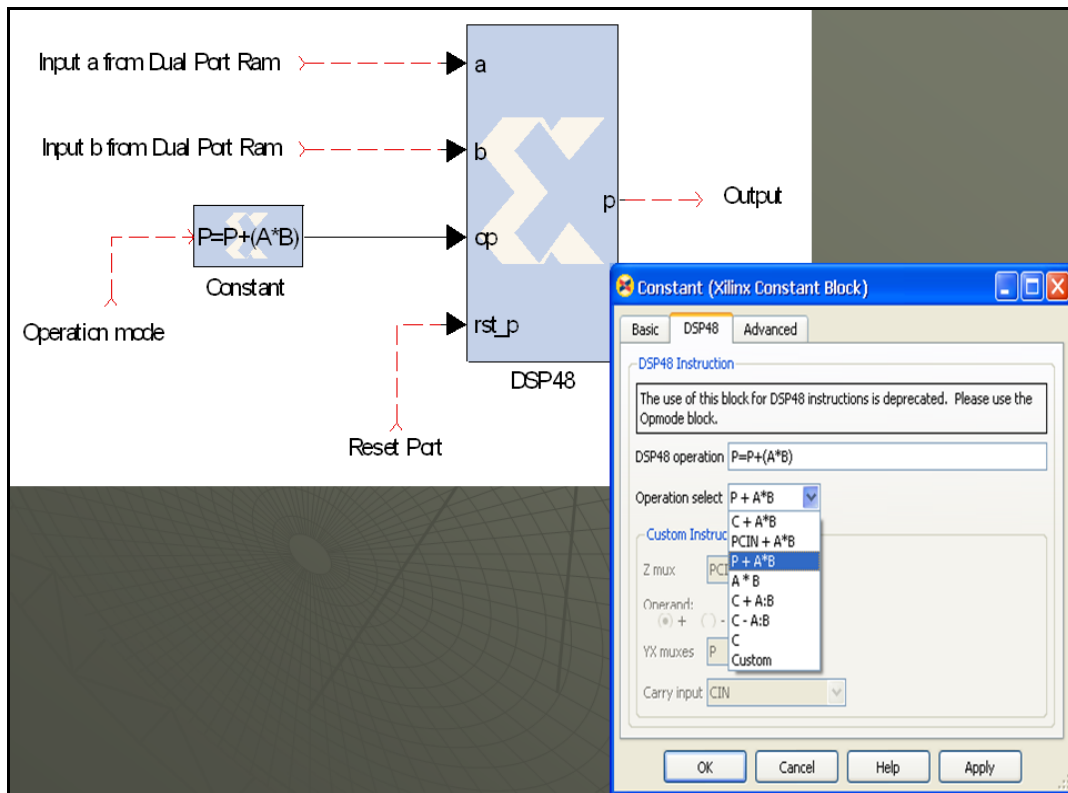 Input a from Dual Port Ram
a
Input b from Dual Port Ram
b
p
Output
P=P+(A*B)
op
Constant
Operation mode
rst_p
DSP48
Reset Port
Constant (Xilinx Constant Block)
Basic DSP48 Advanced
DSP48 Instruction
The use of this block for DSP48 instructions is deprecated. Please use the
Opmode block.
DSP48 operation P=P+(A*B)
Operation select P + A*B
C + A*B
PCIN + A*B
P + A*B
A * B
C + A:B
C - A:B
C
Custom
Custom Instruc
Z mux PCI
Operand:
+ -
YX muxes P
Carry input CIN
OK Cancel Help Apply